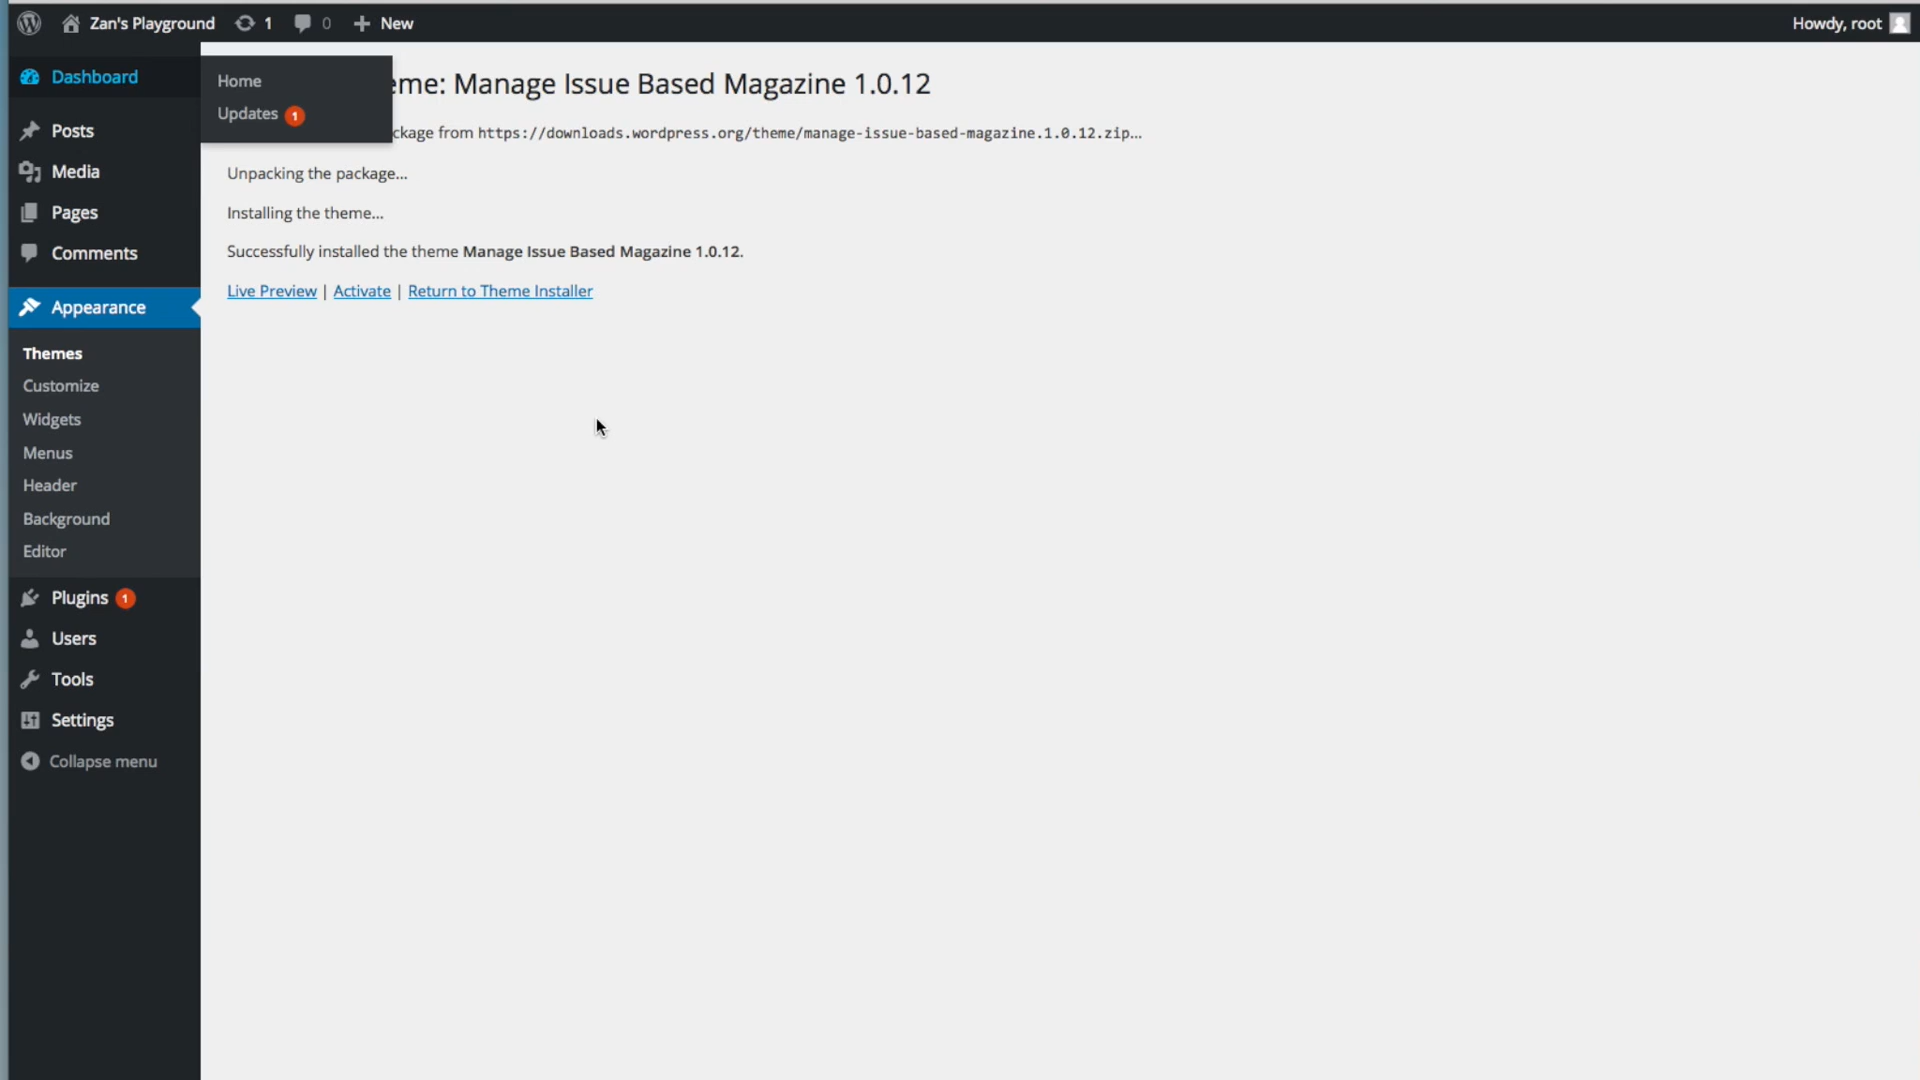 Zan's Playground 1 0 New Howdy, root
Dashboard
Posts
Media
Pages
Comments
Appearance
Themes
Customize
Widgets
Menus
Header
Background
Editor
Plugins 1
Users
Tools
Settings
Collapse menu
Home
Updates 1
eme: Manage Issue Based Magazine 1.0.12
ckage from https://downloads.wordpress.org/theme/manage-issue-based-magazine.1.0.12.zip…
Unpacking the package…
Installing the theme…
Successfully installed the theme Manage Issue Based Magazine 1.0.12.
Live Preview | Activate | Return to Theme Installer